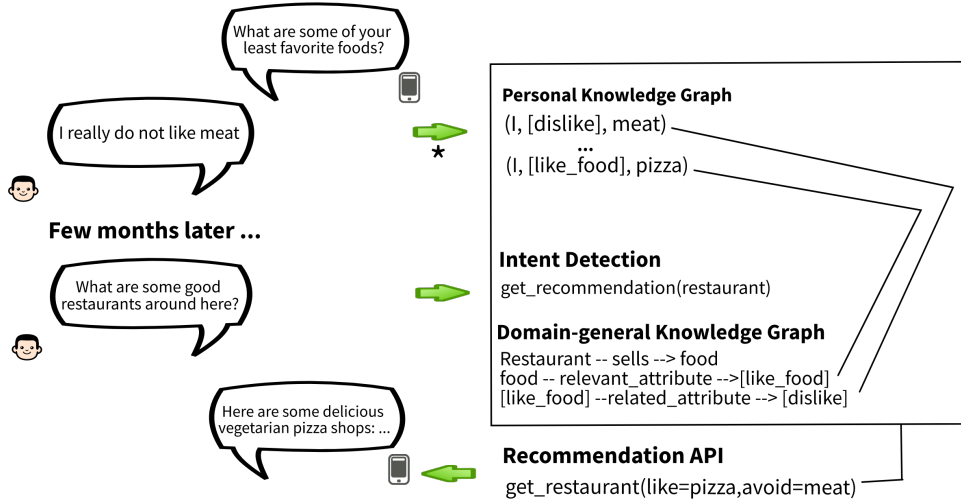 What are some of your
least favorite foods?
I really do not like meat
*
Personal Knowledge Graph
(I, [dislike], meat)
...
(I, [like_food], pizza)
Few months later ...
What are some good
restaurants around here?
Intent Detection
get_recommendation(restaurant)
Domain-general Knowledge Graph
Restaurant -- sells --> food
food -- relevant_attribute -->[like_food]
[like_food] --related_attribute --> [dislike]
Here are some delicious
vegetarian pizza shops: ...
Recommendation API
get_restaurant(like=pizza,avoid=meat)